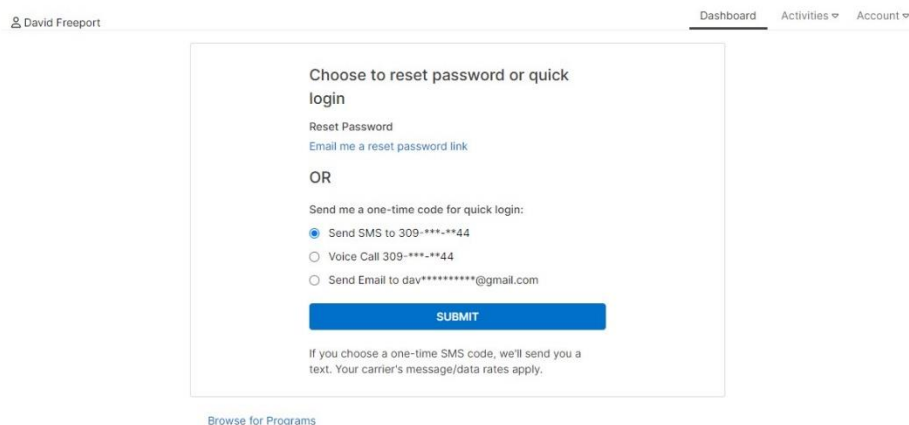 David Freeport
Dashboard Activities Account
Choose to reset password or quick
login
Reset Password
Email me a reset password link
OR
Send me a one-time code for quick login:
Send SMS to 309-***-**44
Voice Call 309-***-**44
Send Email to dav**********@gmail.com
SUBMIT
If you choose a one-time SMS code, we'll send you a
text. Your carrier's message/data rates apply.
Browse for Programs